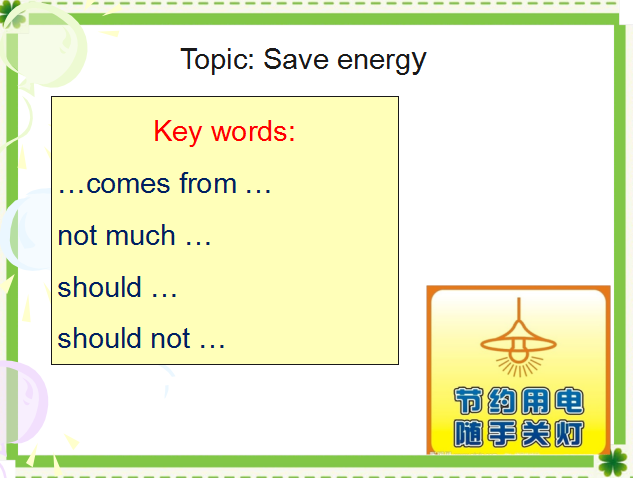 Topic: Save energy
Key words:
…comes from …
not much …
should …
should not …
节约用电
随手关灯